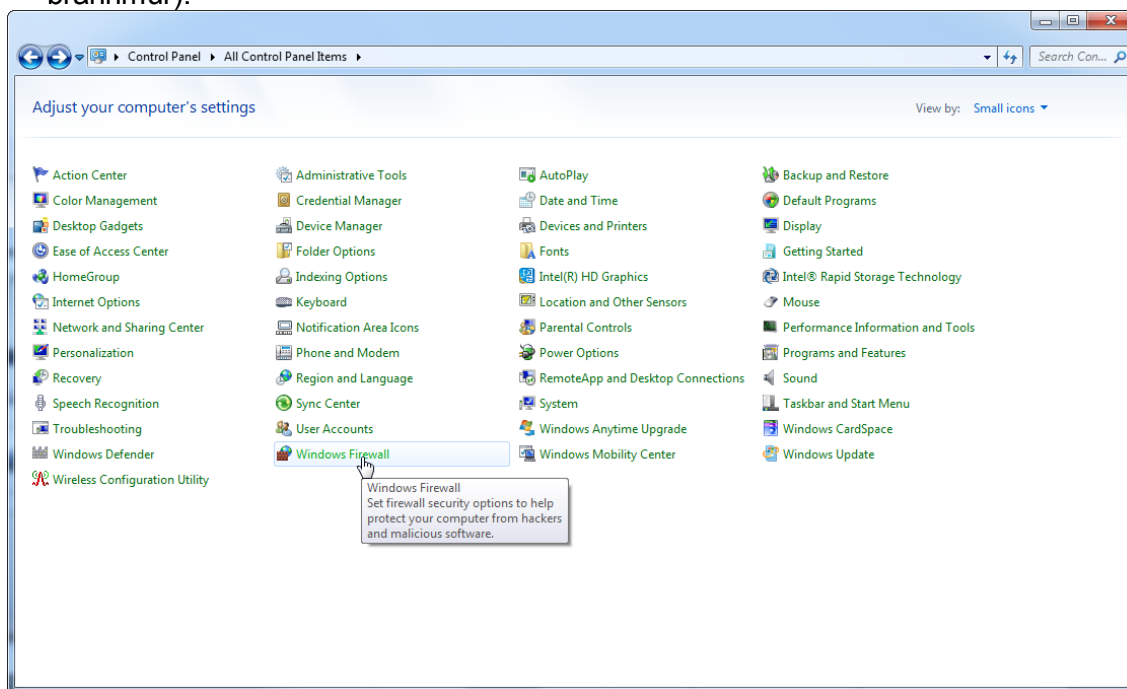 brannmur).
Control Panel ▸ All Control Panel Items ▸
Search Con...
Adjust your computer's settings
View by: Small icons
Action Center Administrative Tools AutoPlay Backup and Restore
Color Management Credential Manager Date and Time Default Programs
Desktop Gadgets Device Manager Devices and Printers Display
Ease of Access Center Folder Options Fonts Getting Started
HomeGroup Indexing Options Intel(R) HD Graphics Intel® Rapid Storage Technology
Internet Options Keyboard Location and Other Sensors Mouse
Network and Sharing Center Notification Area Icons Parental Controls Performance Information and Tools
Personalization Phone and Modem Power Options Programs and Features
Recovery Region and Language RemoteApp and Desktop Connections Sound
Speech Recognition Sync Center System Taskbar and Start Menu
Troubleshooting User Accounts Windows Anytime Upgrade Windows CardSpace
Windows Defender Windows Firewall Windows Mobility Center Windows Update
Wireless Configuration Utility
Windows Firewall
Set firewall security options to help
protect your computer from hackers
and malicious software.